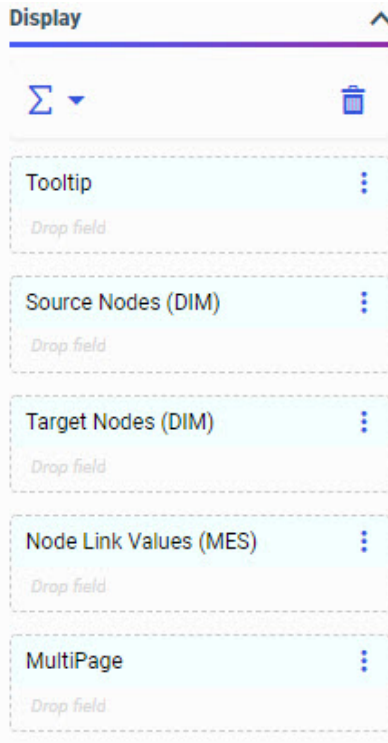 Display
Σ
Tooltip
Drop field
Source Nodes (DIM)
Drop field
Target Nodes (DIM)
Drop field
Node Link Values (MES)
Drop field
MultiPage
Drop field